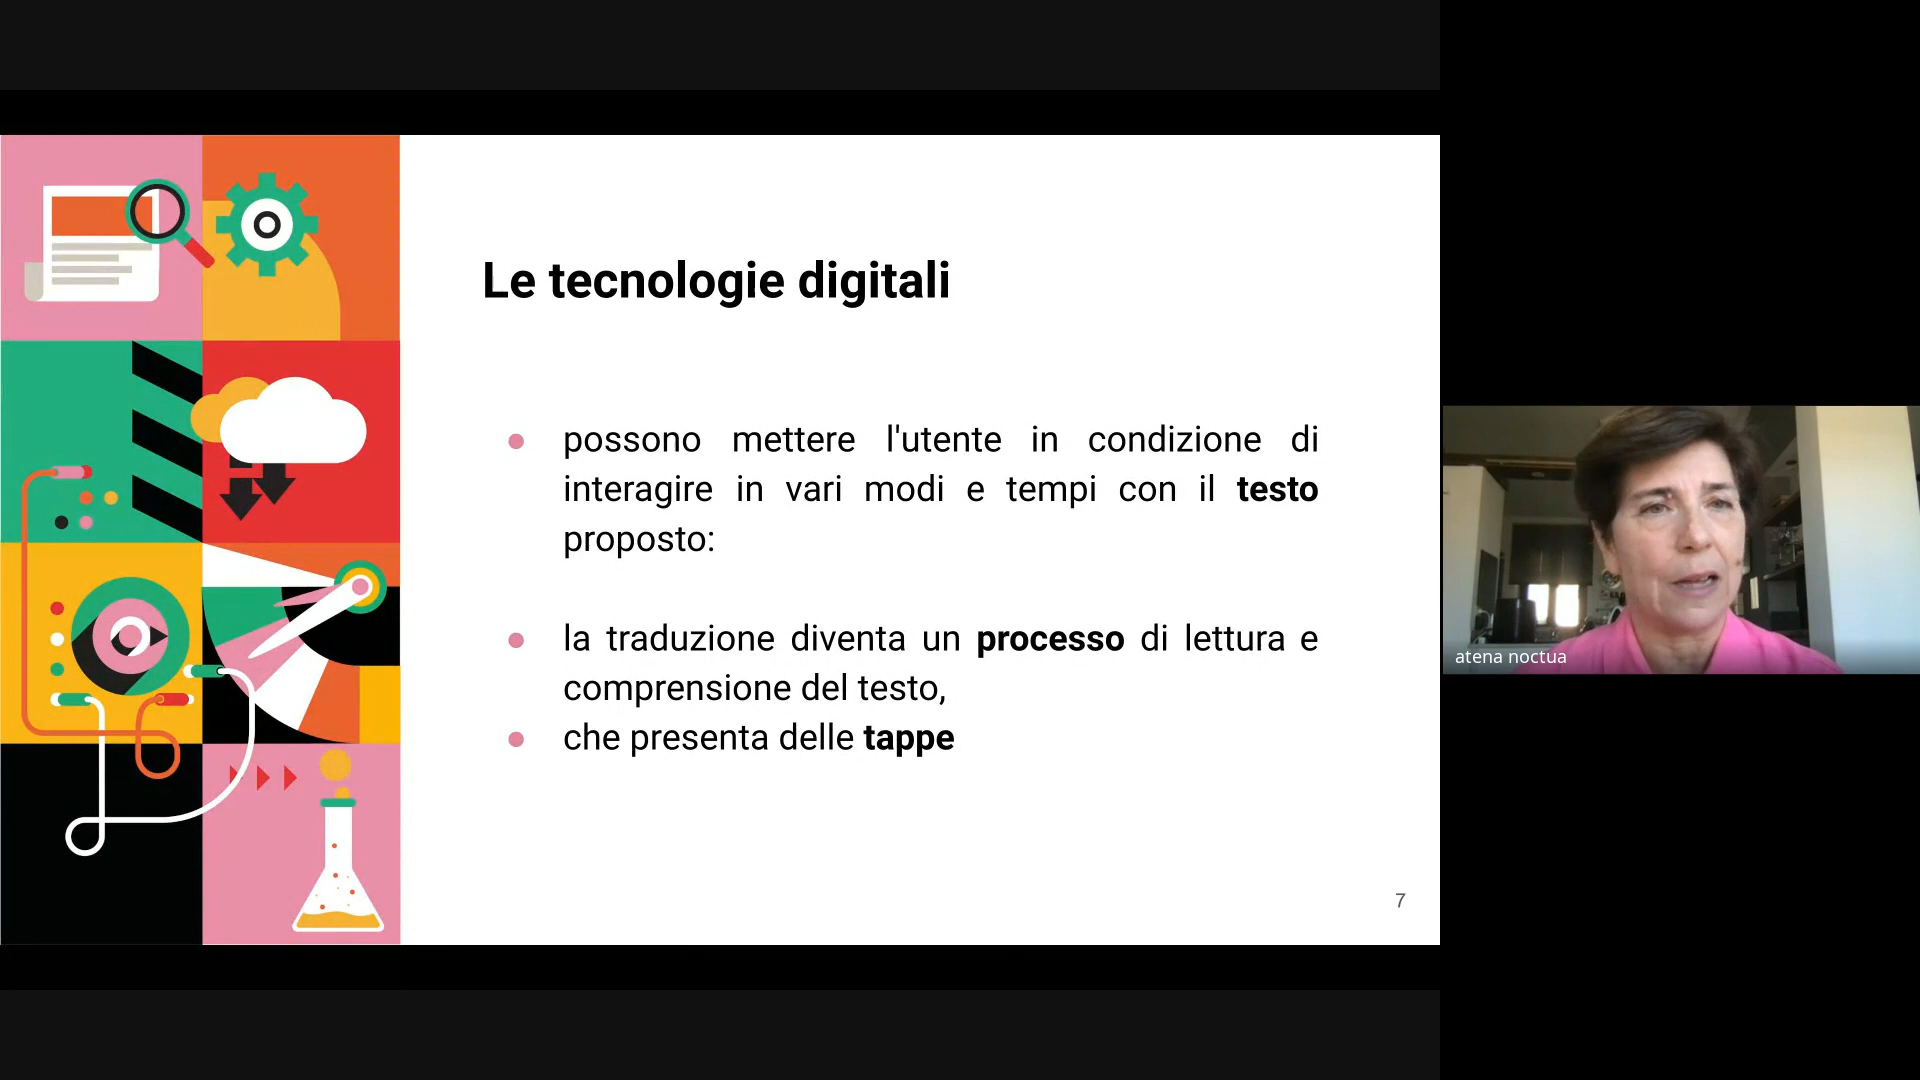 Le tecnologie digitali
possono mettere l'utente in condizione di
interagire in vari modi e tempi con il testo
proposto:
la traduzione diventa un processo di lettura e
comprensione del testo,
che presenta delle tappe
7
atena noctua